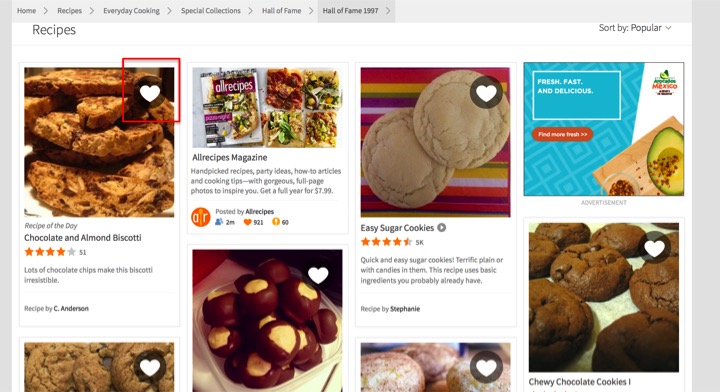 Home > Recipes > Everyday Cooking > Special Collections > Hall of Fame > Hall of Fame 1997 >
Recipes
Sort by: Popular
Recipe of the Day
Chocolate and Almond Biscotti
51
Lots of chocolate chips make this biscotti
irresistible.
Recipe by C. Anderson
allrecipes
Allrecipes Magazine
Handpicked recipes, party ideas, how-to articles
and cooking tips—with gorgeous, full-page
photos to inspire you. Get a full year for $7.99.
ar
Posted by Allrecipes
2m 921 60
Easy Sugar Cookies
5K
Quick and easy sugar cookies! Terrific plain or
with candies in them. This recipe uses basic
ingredients you probably already have.
Recipe by Stephanie
FRESH. FAST.
AND DELICIOUS.
Avocados
MEXICO
Find more fresh >>
ADVERTISEMENT
Chewy Chocolate Cookies I